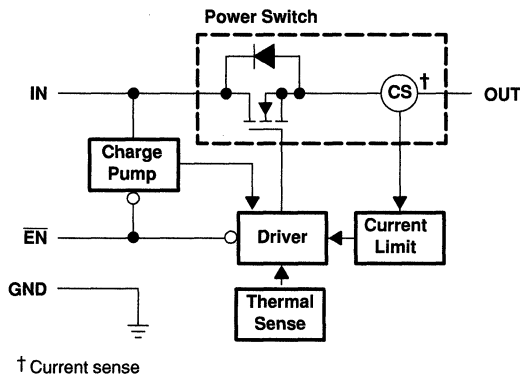 Power Switch
IN
CS
†
OUT
Charge
Pump
EN
Driver
Current
Limit
GND
Thermal
Sense
† Current sense